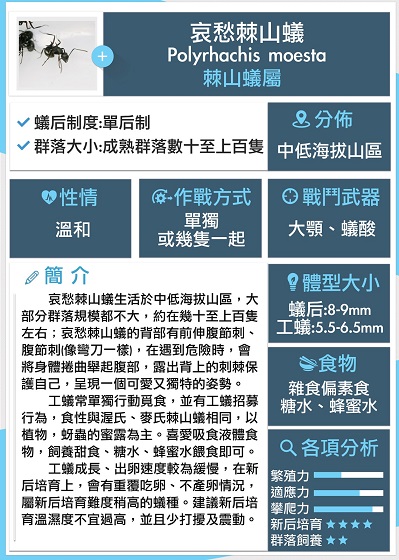 哀愁棘山蟻
Polyrhachis moesta
棘山蟻屬
蟻后制度:單后制
群落大小:成熟群落數十至上百隻
分佈
中低海拔山區
性情
溫和
作戰方式
單獨
或幾隻一起
戰鬥武器
大顎、蟻酸
簡 介
哀愁棘山蟻生活於中低海拔山區，大
部分群落規模都不大，約在幾十至上百隻
左右；哀愁棘山蟻的背部有前伸腹節刺、
腹節刺(像彎刀一樣)，在遇到危險時，會
將身體捲曲舉起腹部，露出背上的刺棘保
護自己，呈現一個可愛又獨特的姿勢。
工蟻常單獨行動覓食，並有工蟻招募
行為，食性與渥氏、麥氏棘山蟻相同，以
植物，蚜蟲的蜜露為主。喜愛吸食液體食
物，飼養甜食、糖水、蜂蜜水餵食即可。
工蟻成長、出卵速度較為緩慢，在新
后培育上，會有重覆吃卵、不產卵情況，
屬新后培育難度稍高的蟻種。建議新后培
育溫濕度不宜過高，並且少打擾及震動。
體型大小
蟻后:8-9mm
工蟻:5.5-6.5mm
食物
雜食偏素食
糖水、蜂蜜水
各項分析
繁殖力
適應力
攀爬力
新后培育 ★★★★
群落飼養 ★★